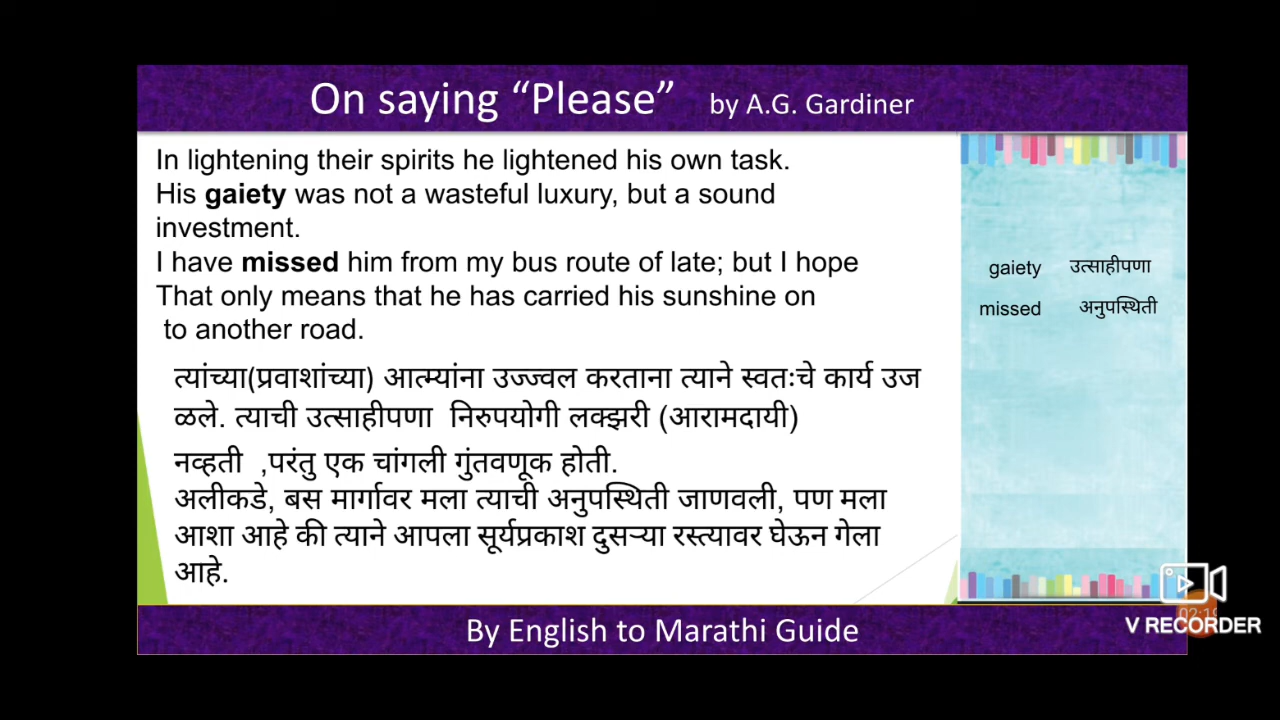 On saying “Please” by A.G. Gardiner
In lightening their spirits he lightened his own task.
His gaiety was not a wasteful luxury, but a sound
investment.
I have missed him from my bus route of late; but I hope
That only means that he has carried his sunshine on
to another road.
gaiety उत्साहीपणा
missed अनुपस्थिती
त्यांच्या(प्रवाशांच्या) आत्म्यांना उज्ज्वल करताना त्याने स्वतःचे कार्य उज
ळले. त्याची उत्साहीपणा निरुपयोगी लक्झरी (आरामदायी)
नव्हती ,परंतु एक चांगली गुंतवणूक होती.
अलीकडे, बस मार्गावर मला त्याची अनुपस्थिती जाणवली, पण मला
आशा आहे की त्याने आपला सूर्यप्रकाश दुसऱ्या रस्त्यावर घेऊन गेला
आहे.
By English to Marathi Guide
V RECORDER